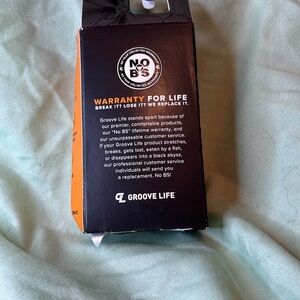 NO
BS
WARRANTY FOR LIFE
BREAK IT? LOSE IT? WE REPLACE IT.
Groove Life stands apart because of
our premier, comfortable products,
our "No BS" lifetime warranty, and
our unsurpassable customer service.
If your Groove Life product stretches,
breaks, gets lost, eaten by a fish,
or disappears into a black abyss,
our professional customer service
individuals will send you
a replacement. No BS!
GROOVE LIFE